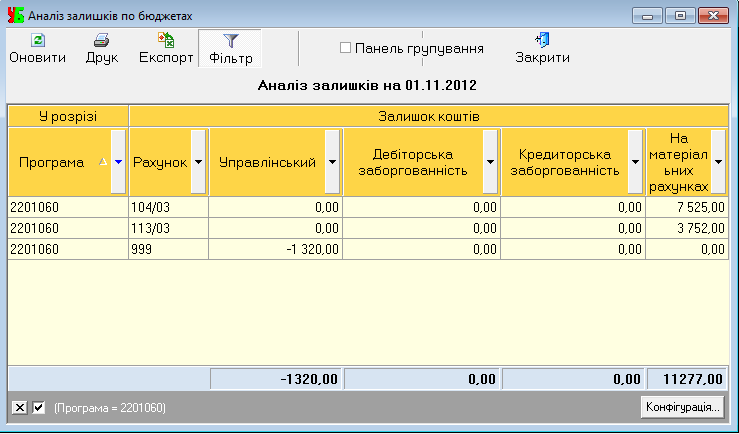 Аналіз залишків по бюджетах
Оновити Друк Експорт Фільтр Панель групування Закрити
Аналіз залишків на 01.11.2012
У розрізі Залишок коштів
Програма Рахунок Управлінський Дебіторська заборгованність Кредиторська заборгованність На матеріал ьних рахунках
2201060 104/03 0,00 0,00 0,00 7 525,00
2201060 113/03 0,00 0,00 0,00 3 752,00
2201060 999 -1 320,00 0,00 0,00 0,00
-1320,00 0,00 0,00 11277,00
(Програма = 2201060) Конфігурація...